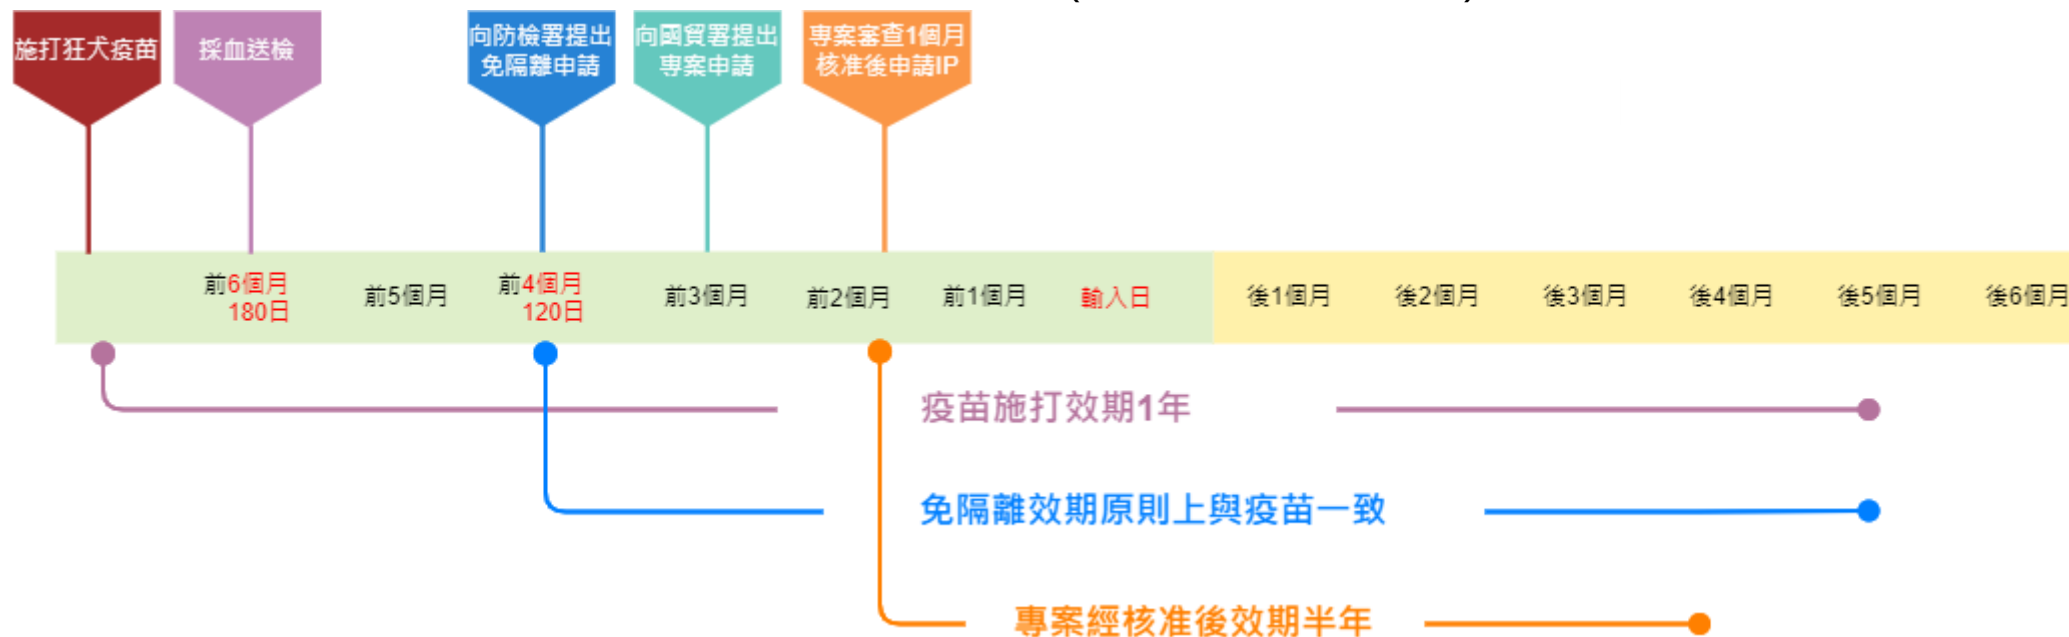 施打狂犬疫苗
採血送檢
向防檢署提出
免隔離申請
向國貿署提出
專案申請
專案審查1個月
核准後申請IP
前6個月
180日
前5個月
前4個月
120日
前3個月
前2個月
前1個月
輸入日
後1個月
後2個月
後3個月
後4個月
後5個月
後6個月
疫苗施打效期1年
免隔離效期原則上與疫苗一致
專案經核准後效期半年